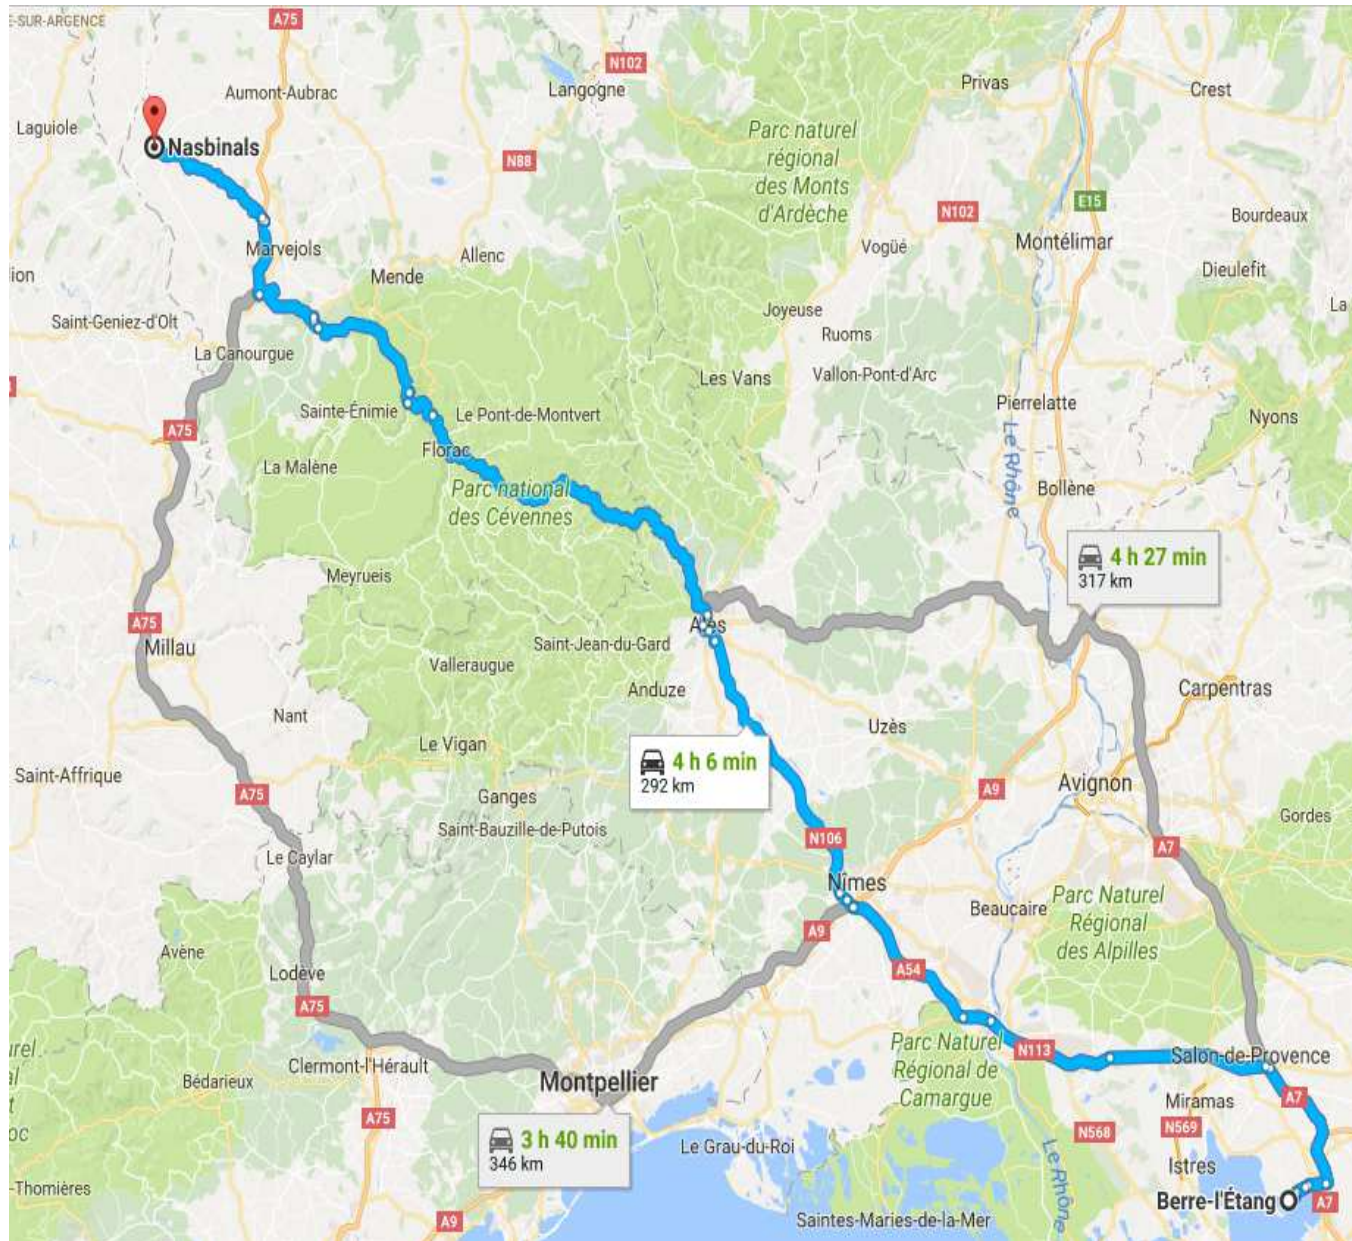 E-SUR-ARGENCE
A75
N102
Aumont-Aubrac
Langogne
Privas
Crest
Laguiole
Nasbinals
Parc naturel
régional
des Monts
d'Ardèche
N88
E15
N102
Bourdeaux
Marvejols
Allenc
Vogüé
Montélimar
Mende
Dieulefit
ion
Saint-Geniez-d'Olt
Joyeuse
La
Ruoms
La Canourgue
Les Vans
Vallon-Pont-d'Arc
Sainte-Énimie
Le Pont-de-Montvert
Pierrelatte
Nyons
A75
Florac
Le Rhône
La Malène
Parc national
des Cévennes
Bollène
4 h 27 min
317 km
Meyrueis
A75
Millau
Saint-Jean-du-Gard
Valleraugue
Anduze
Carpentras
Nant
Uzès
Le Vigan
4 h 6 min
292 km
Saint-Affrique
A75
Ganges
A9
Avignon
Saint-Bauzille-de-Putois
Gordes
N106
A7
Le Caylar
Nîmes
Beaucaire
Parc Naturel
Régional
des Alpilles
A9
Avène
Lodève
A54
A75
Parc Naturel
Régional de
Camargue
N113
Salon-de-Provence
urel
Clermont-l'Hérault
Bédarieux
Montpellier
A7
Miramas
A75
N568
N569
3 h 40 min
346 km
Le Grau-du-Roi
oc
Le Rhône
Istres
-Thomières
Berre-l'Étang
A7
A9
Saintes-Maries-de-la-Mer